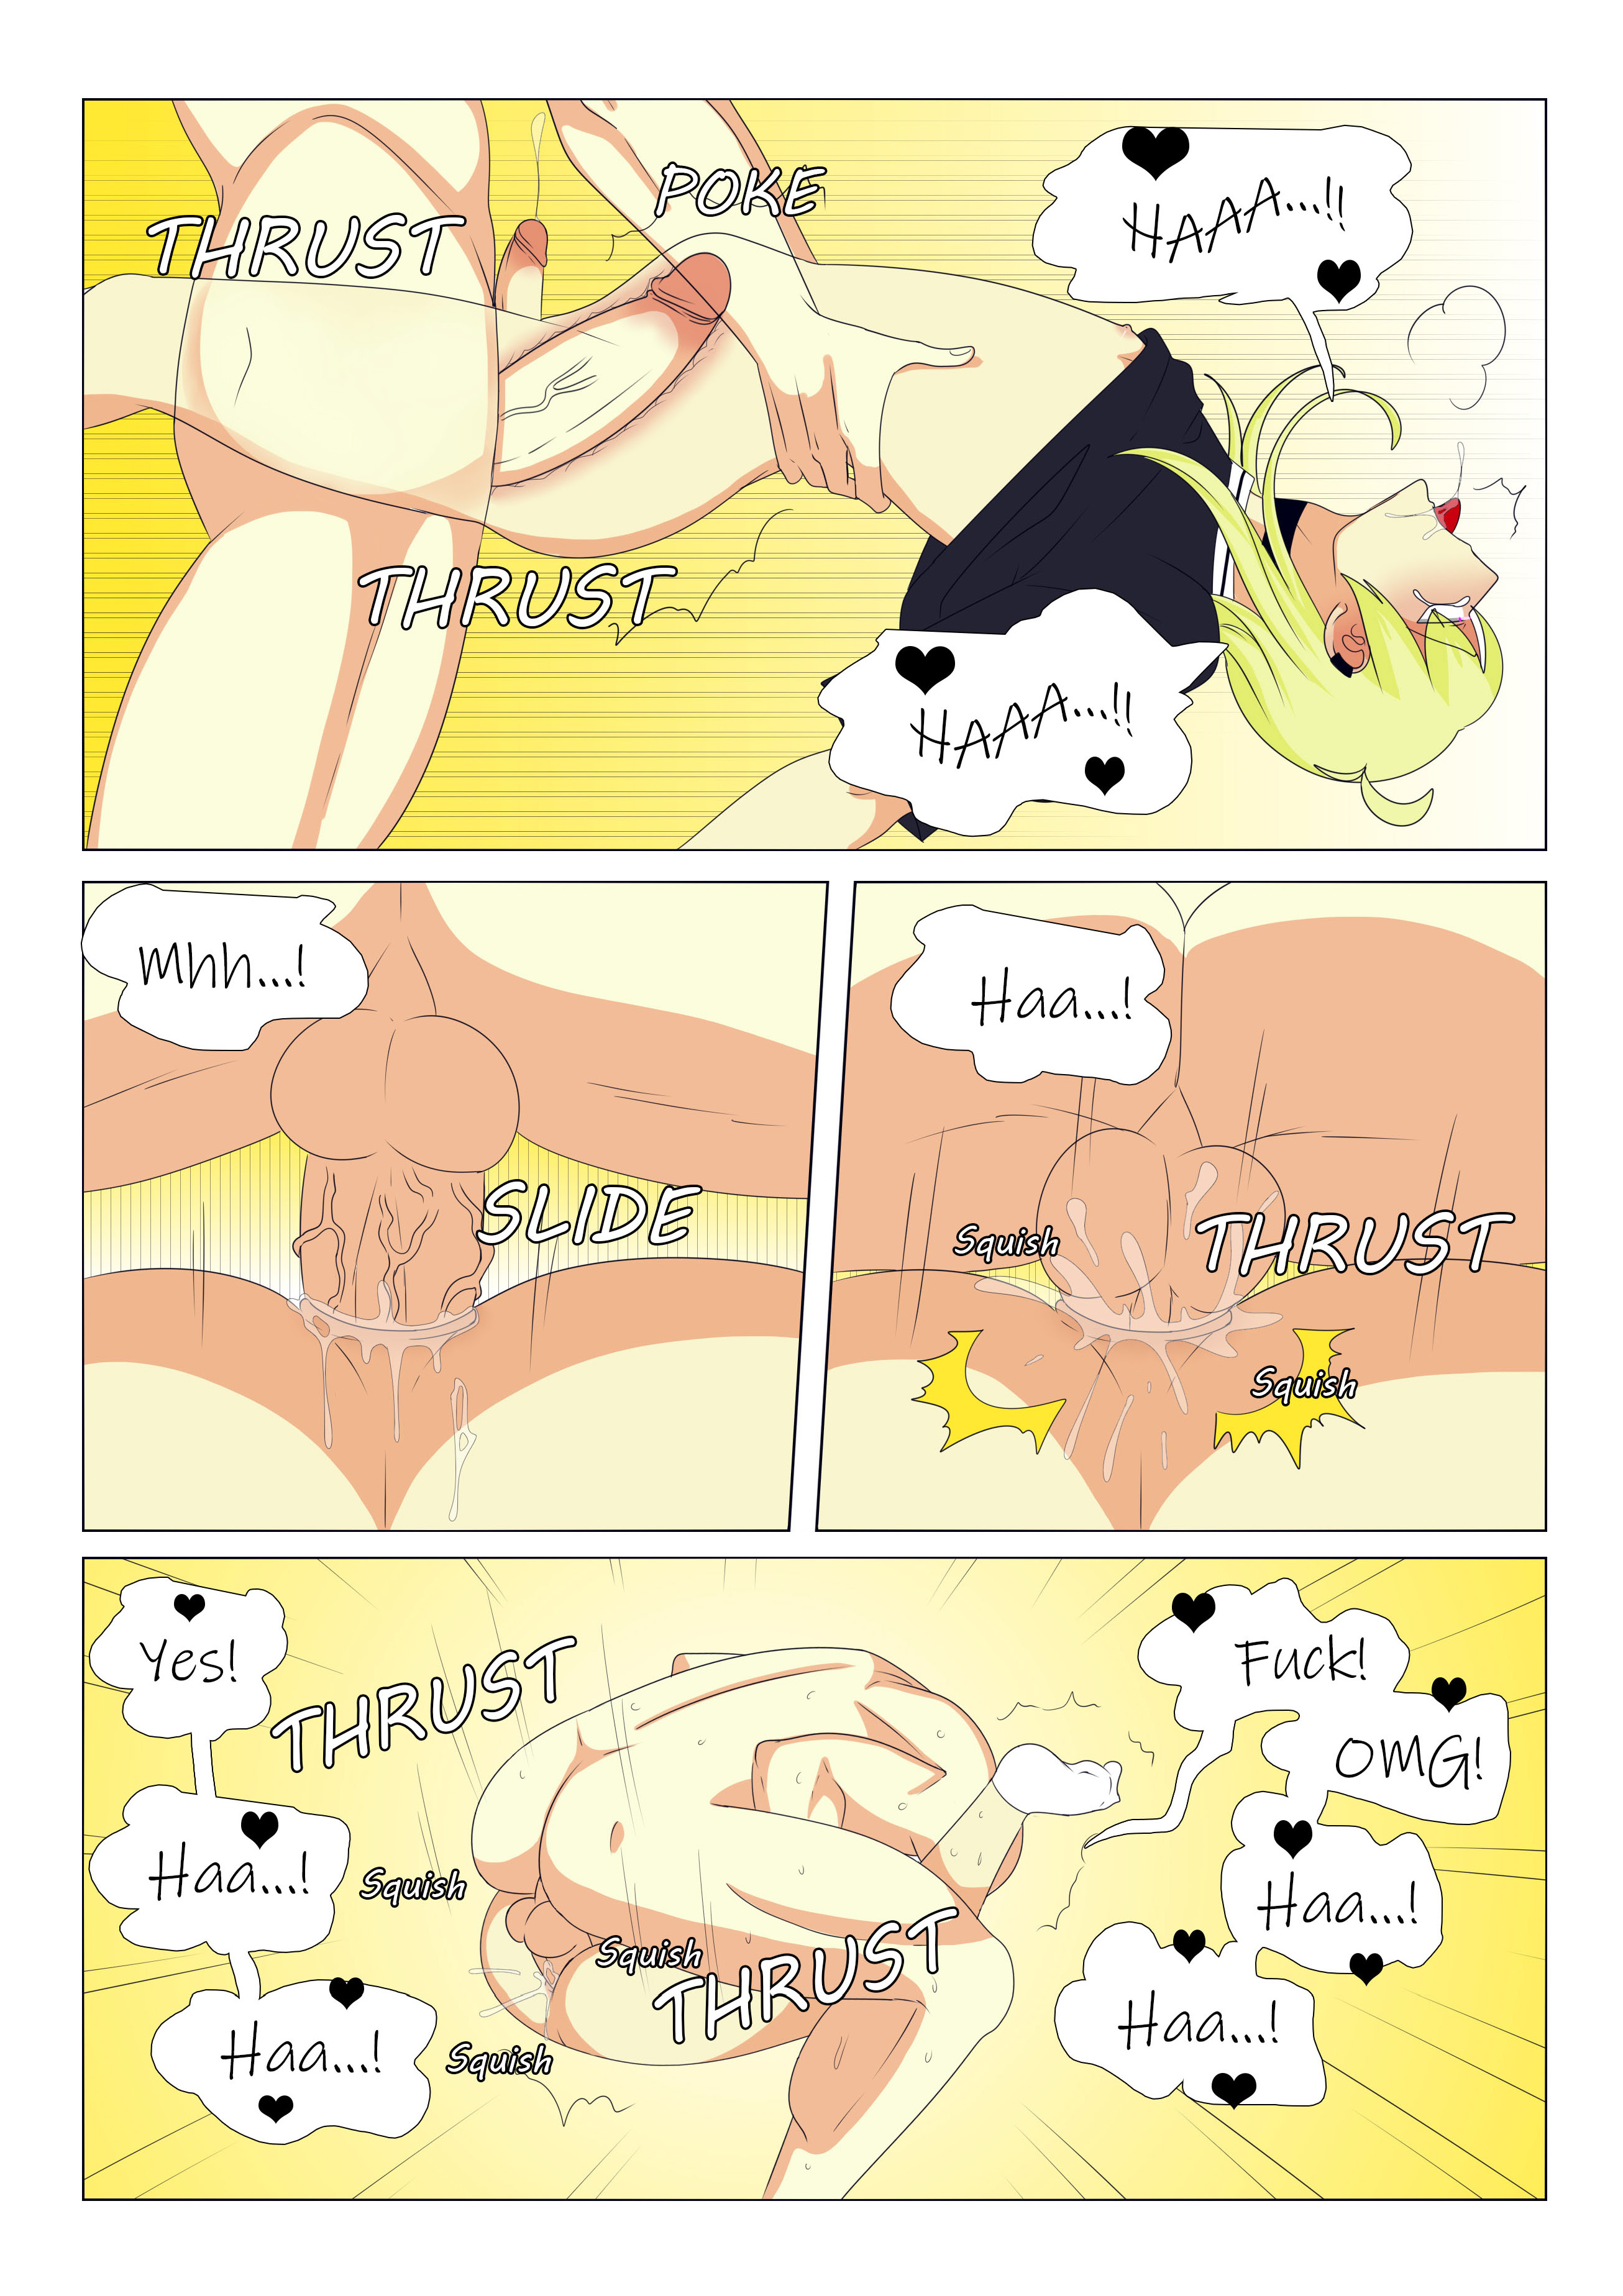 THRUST
POKE
HAAA...!!
THRUST
HAAA...!!
Mhh...!
SLIDE
Haa...!
Squish
THRUST
Squish
Yes!
THRUST
Fuck!
OMG!
Haa...!
Squish
Haa...!
Squish
THRUST
Haa...!
Squish
Haa...!